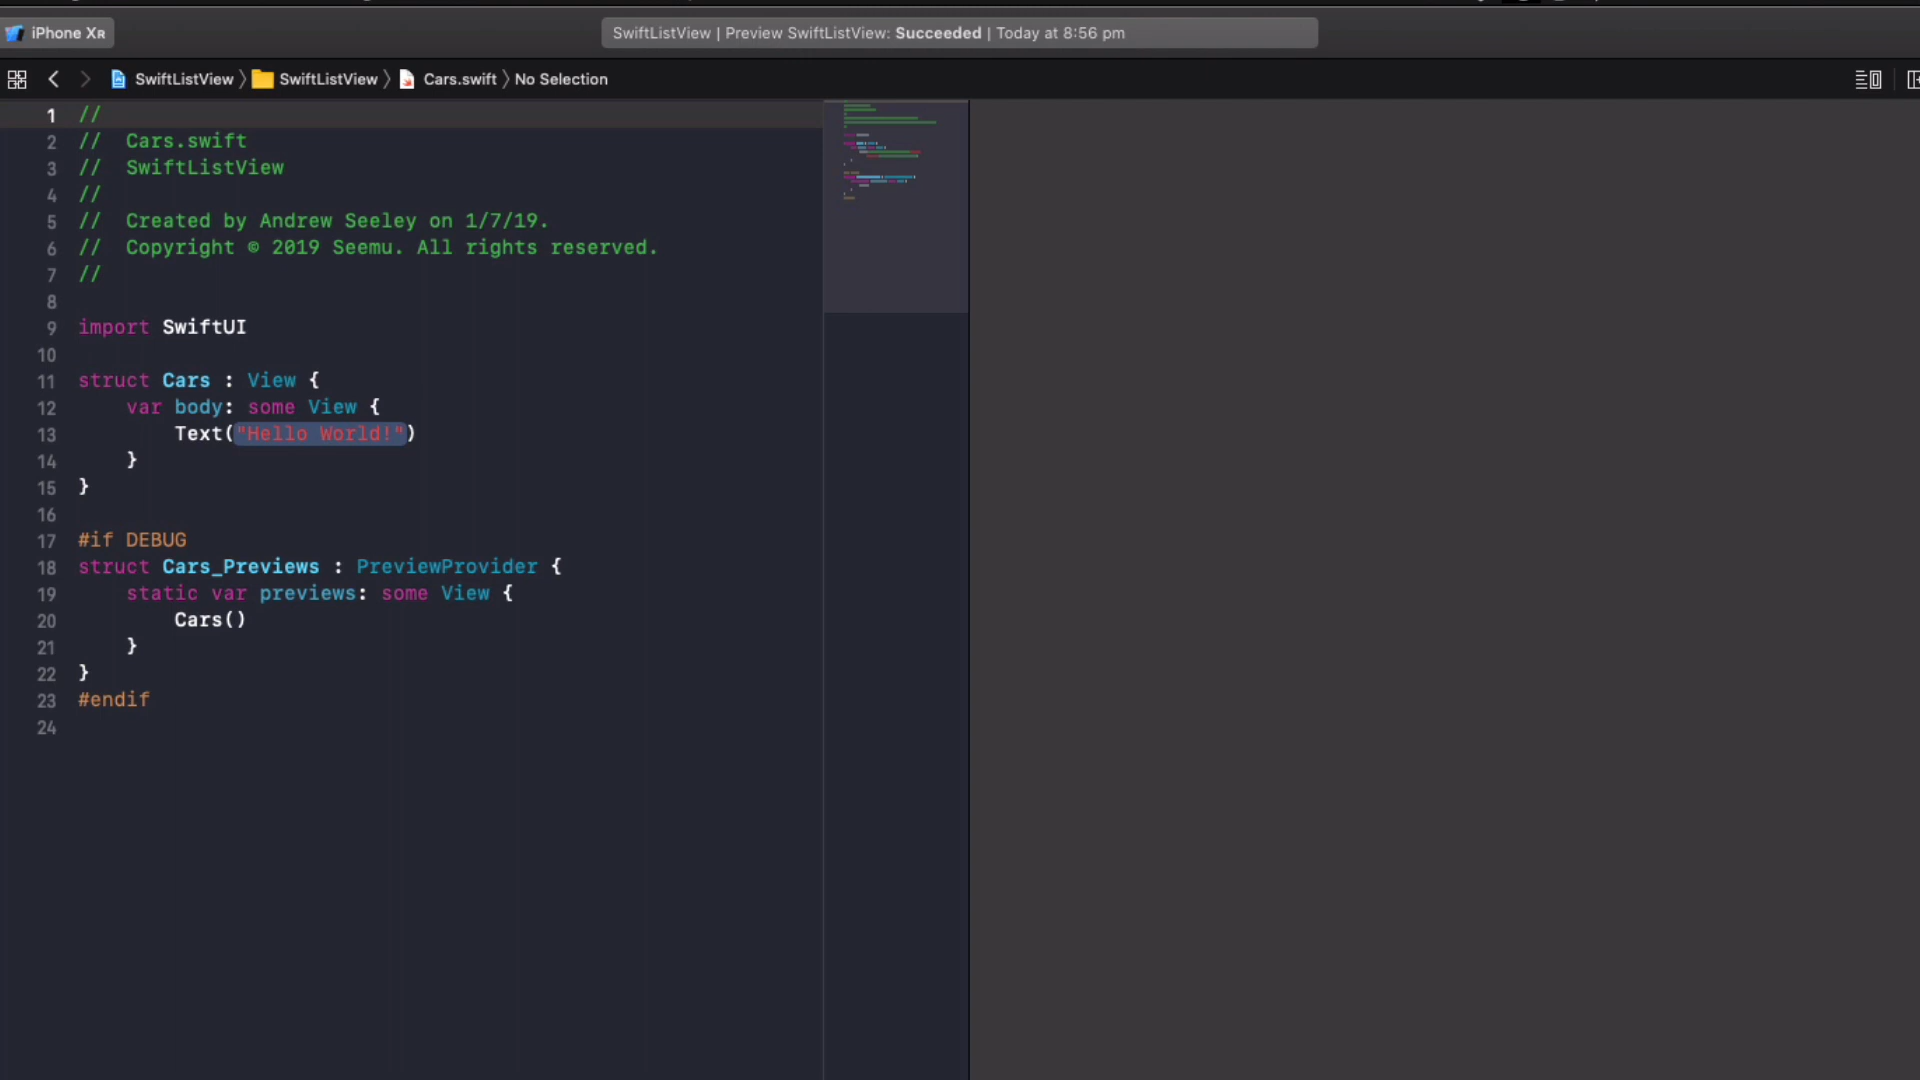 iPhone XR
SwiftListView | Preview SwiftListView: Succeeded | Today at 8:56 pm
SwiftListView 〉 SwiftListView 〉 Cars.swift 〉 No Selection
1 //
2 //  Cars.swift
3 //  SwiftListView
4 //
5 //  Created by Andrew Seeley on 1/7/19.
6 //  Copyright © 2019 Seemu. All rights reserved.
7 //
8
9 import SwiftUI
10
11 struct Cars : View {
12     var body: some View {
13         Text("Hello World!")
14     }
15 }
16
17 #if DEBUG
18 struct Cars_Previews : PreviewProvider {
19     static var previews: some View {
20         Cars()
21     }
22 }
23 #endif
24